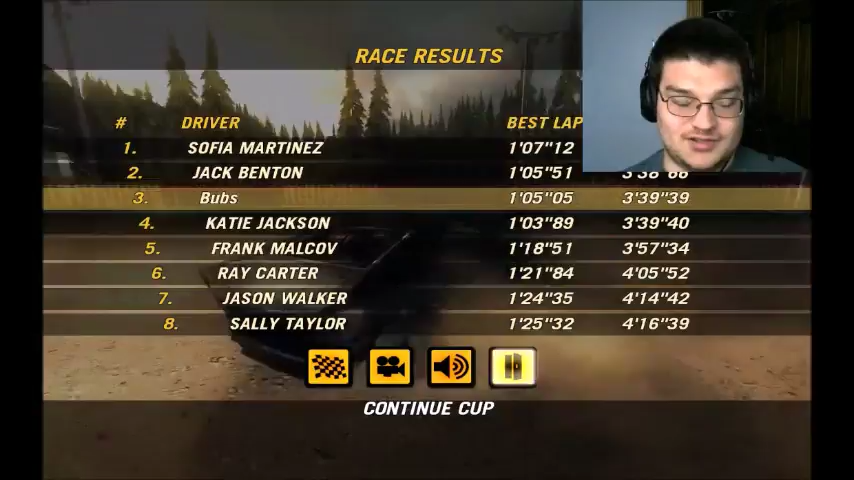 RACE RESULTS
# DRIVER BEST LAP
1. SOFIA MARTINEZ 1'07"12
2. JACK BENTON 1'05"51 3'38"66
3. Bubs 1'05"05 3'39"39
4. KATIE JACKSON 1'03"89 3'39"40
5. FRANK MALCOV 1'18"51 3'57"34
6. RAY CARTER 1'21"84 4'05"52
7. JASON WALKER 1'24"35 4'14"42
8. SALLY TAYLOR 1'25"32 4'16"39
CONTINUE CUP